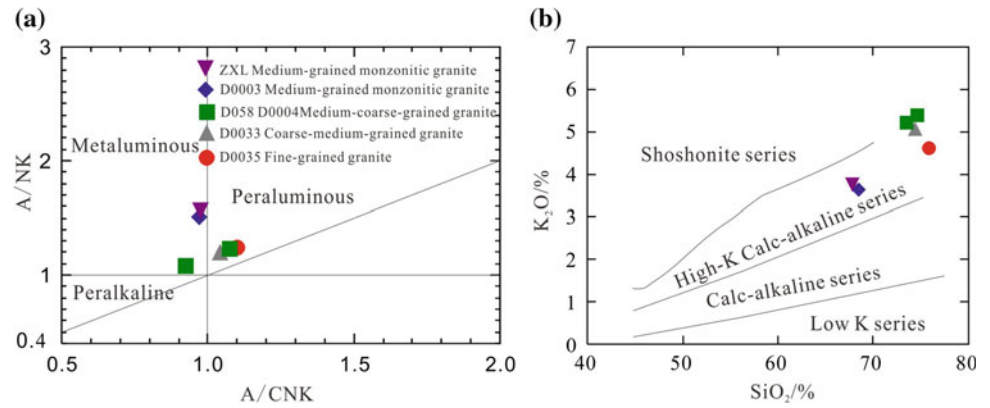 (a)
3
2
1
0.4
A/NK
ZXL Medium-grained monzonitic granite
D0003 Medium-grained monzonitic granite
D058 D0004Medium-coarse-grained granite
D0033 Coarse-medium-grained granite
D0035 Fine-grained granite
Metaluminous
Peraluminous
Peralkaline
0.5
1.0
1.5
2.0
A/CNK
(b)
7
6
5
4
3
2
1
0
K₂O/%
Shoshonite series
High-K Calc-alkaline series
Calc-alkaline series
Low K series
40
50
60
70
80
SiO₂/%